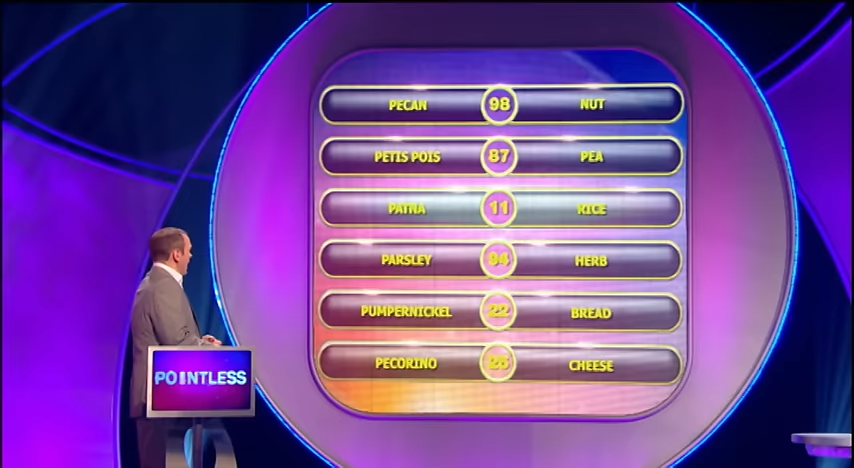 PECAN 98 NUT
PETIS POIS 87 PEA
PATNA 11 RICE
PARSLEY 94 HERB
PUMPERNICKEL 22 BREAD
PECORINO 26 CHEESE
POINTLESS